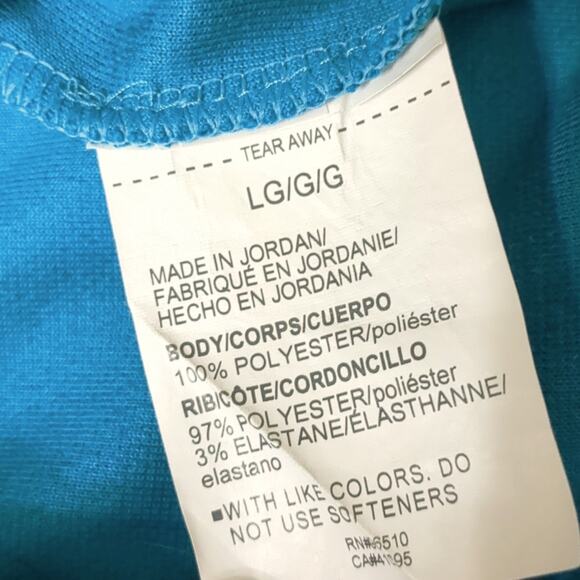 TEAR AWAY
LG/G/G
MADE IN JORDAN/
FABRIQUÉ EN JORDANIE/
HECHO EN JORDANIA
BODY/CORPS/CUERPO
100% POLYESTER/poliéster
RIB/CÔTE/CORDONCILLO
97% POLYESTER/poliéster
3% ELASTANE/ÉLASTHANNE/
elastano
■WITH LIKE COLORS. DO
NOT USE SOFTENERS